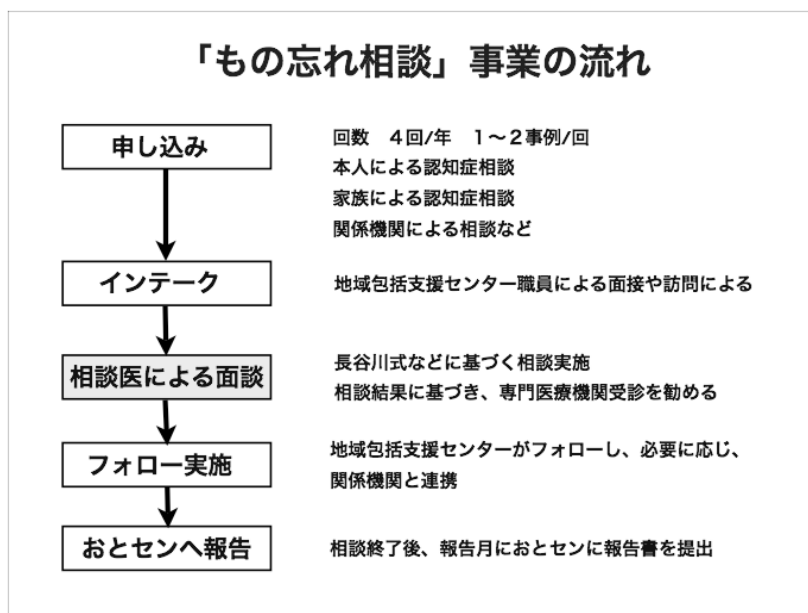 「もの忘れ相談」事業の流れ
申し込み
回数　４回/年　１〜２事例/回
本人による認知症相談
家族による認知症相談
関係機関による相談など
インテーク
地域包括支援センター職員による面接や訪問による
相談医による面談
長谷川式などに基づく相談実施
相談結果に基づき、専門医療機関受診を勧める
フォロー実施
地域包括支援センターがフォローし、必要に応じ、
関係機関と連携
おとセンへ報告
相談終了後、報告月におとセンに報告書を提出